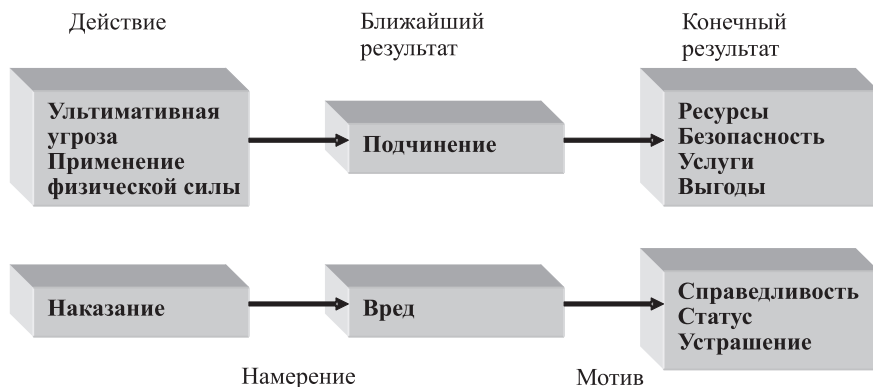 Действие
Ближайший
результат
Конечный
результат
Ультимативная
угроза
Применение
физической силы
Подчинение
Ресурсы
Безопасность
Услуги
Выгоды
Наказание
Вред
Справедливость
Статус
Устрашение
Намерение
Мотив